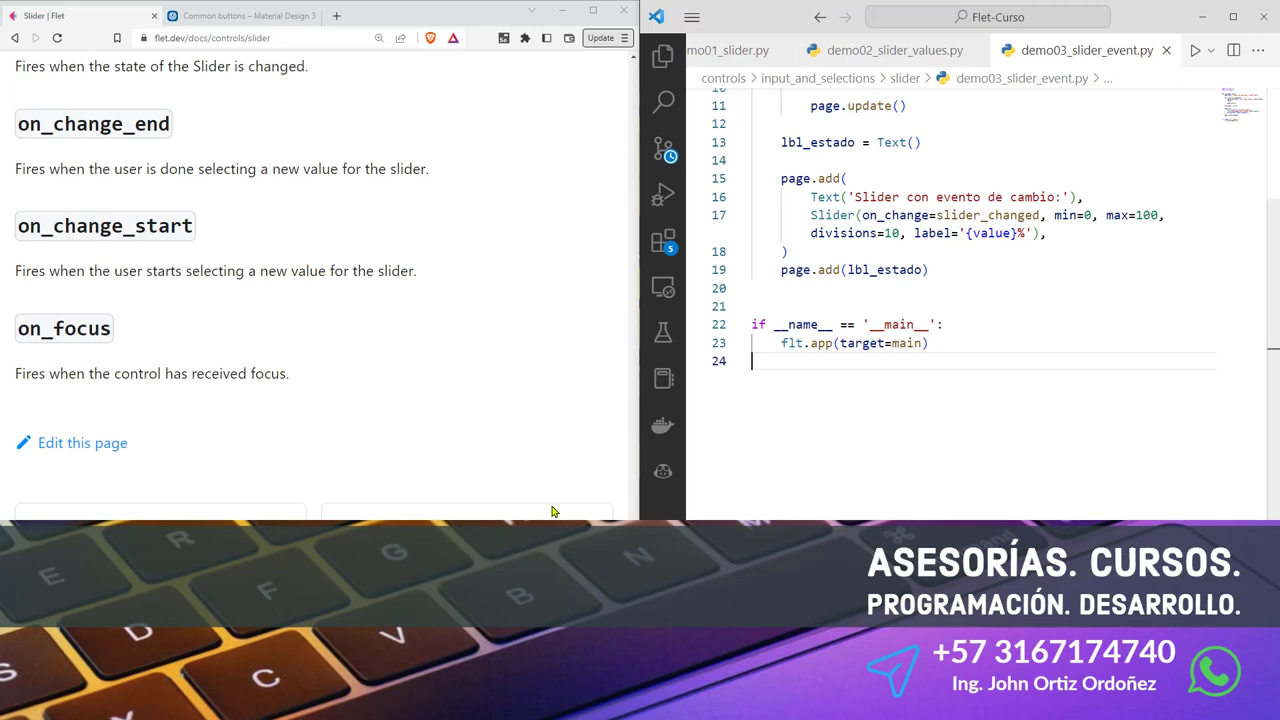 Slider | Flet
Common buttons – Material Design 3
flet.dev/docs/controls/slider
Update
Fires when the state of the Slider is changed.
on_change_end
Fires when the user is done selecting a new value for the slider.
on_change_start
Fires when the user starts selecting a new value for the slider.
on_focus
Fires when the control has received focus.
Edit this page
Flet-Curso
mo01_slider.py
demo02_slider_values.py
demo03_slider_event.py
controls > input_and_selections > slider > demo03_slider_event.py > ...
10
11 page.update()
12
13 lbl_estado = Text()
14
15 page.add(
16 Text('Slider con evento de cambio:'),
17 Slider(on_change=slider_changed, min=0, max=100,
divisions=10, label='{value}%'),
18 )
19 page.add(lbl_estado)
20
21
22 if __name__ == '__main__':
23 flt.app(target=main)
24
5
ASESORÍAS. CURSOS.
PROGRAMACIÓN. DESARROLLO.
+57 3167174740
Ing. John Ortiz Ordoñez
E
R
F
D
C
G
V
B
N
M